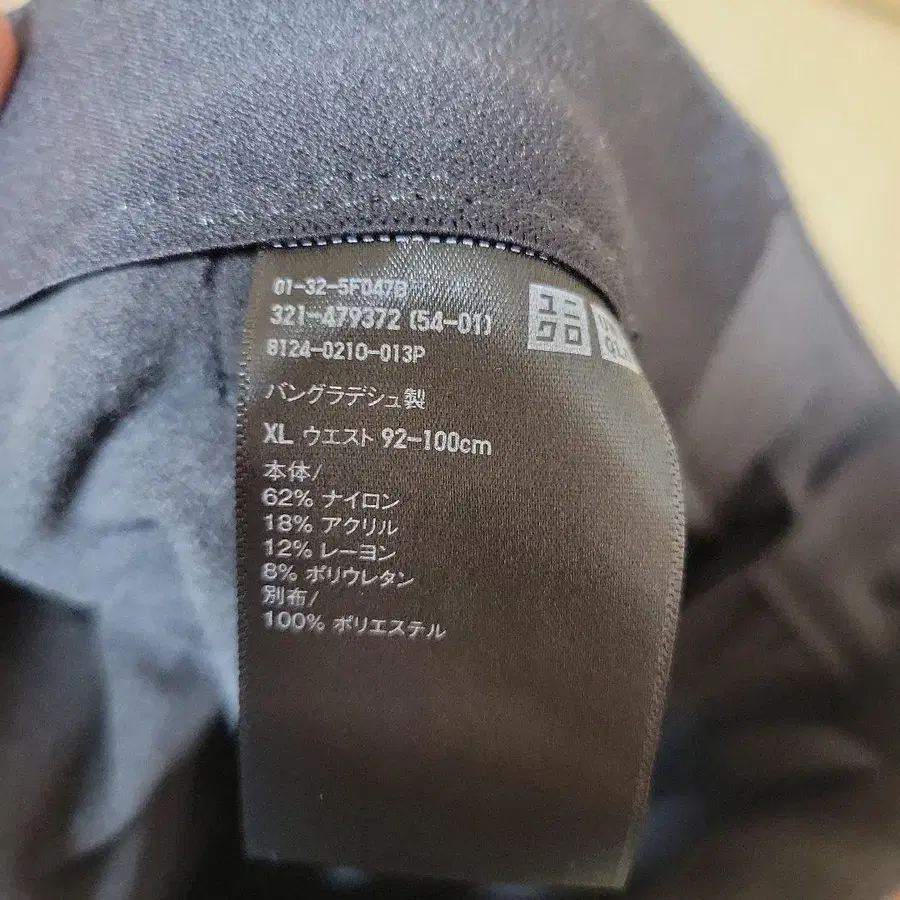 01-32-5F047B
321-479372 (54-01)
8124-0210-013P
バングラデシュ製
XL ウエスト 92-100cm
本体/
62% ナイロン
18% アクリル
12% レーヨン
8% ポリウレタン
別布/
100% ポリエステル